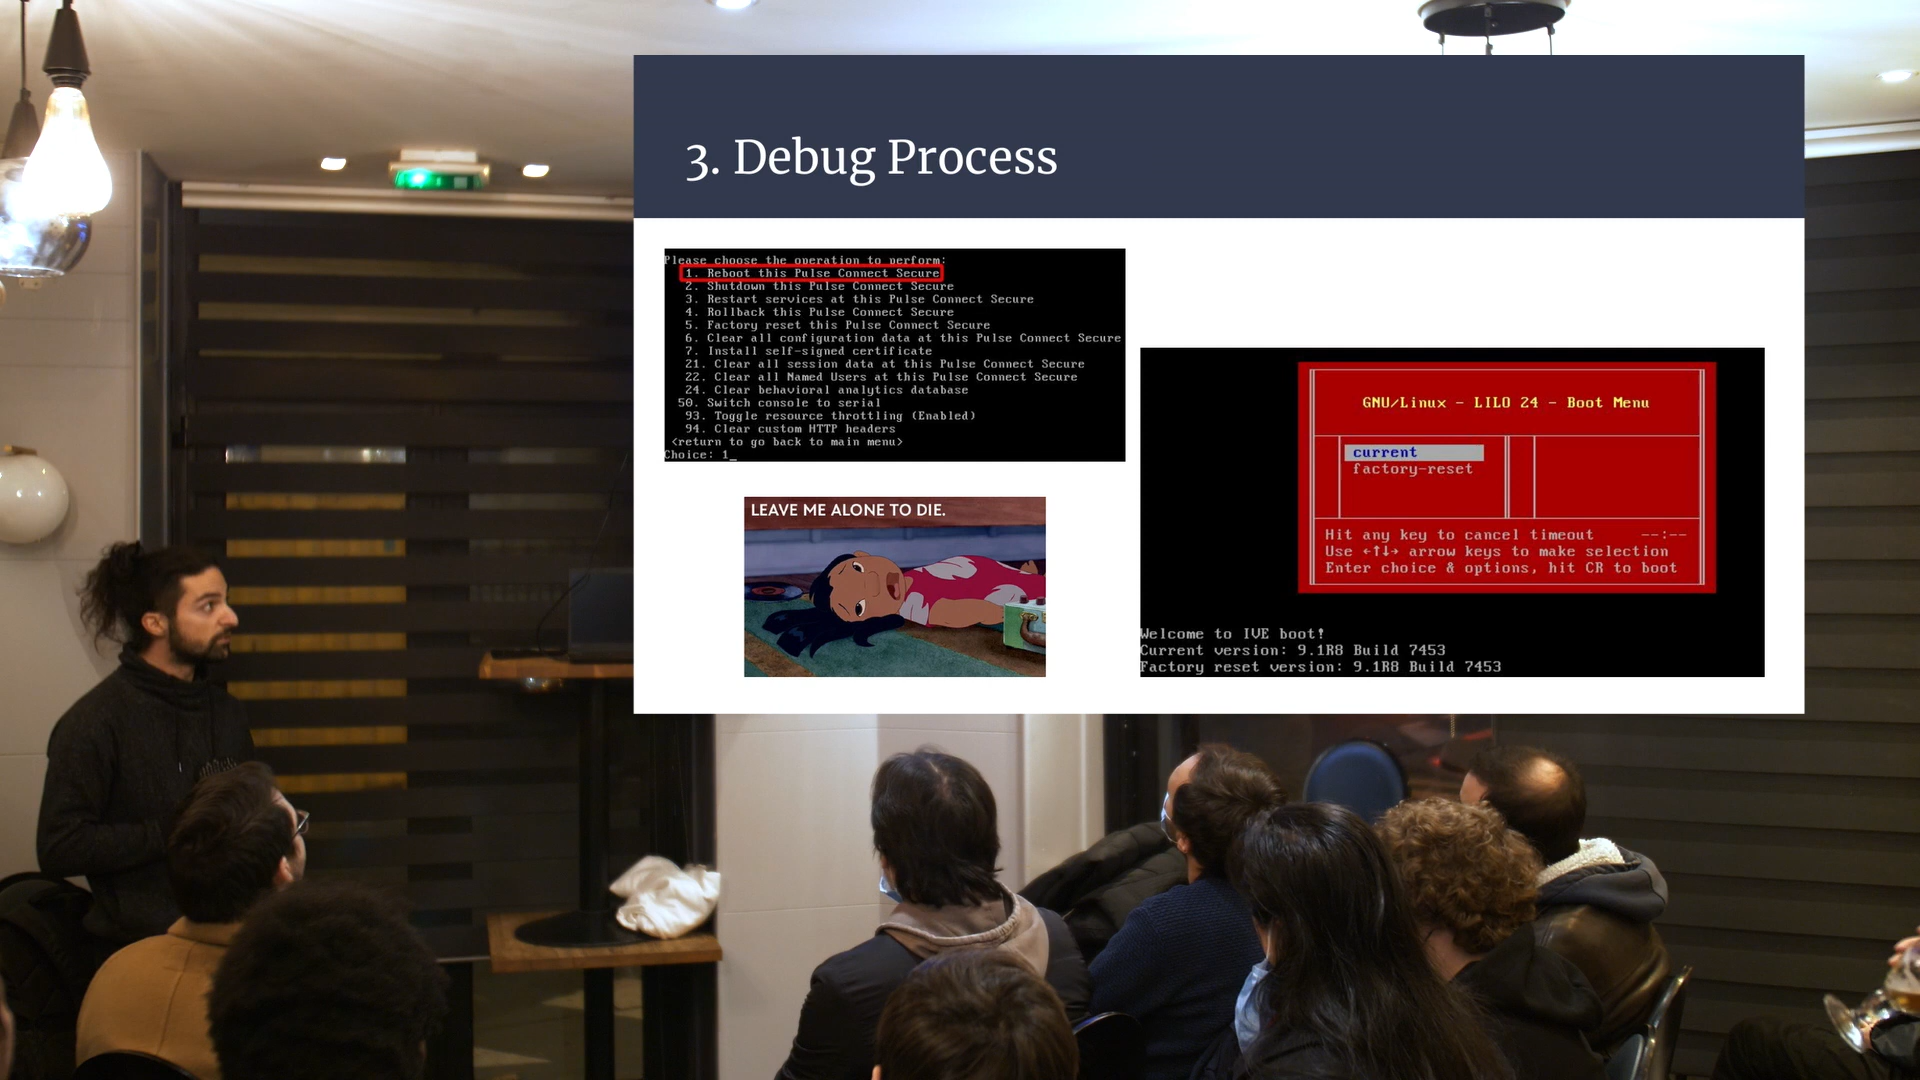 3. Debug Process
Please choose the operation to perform:
1. Reboot this Pulse Connect Secure
2. Shutdown this Pulse Connect Secure
3. Restart services at this Pulse Connect Secure
4. Rollback this Pulse Connect Secure
5. Factory reset this Pulse Connect Secure
6. Clear all configuration data at this Pulse Connect Secure
7. Install self-signed certificate
21. Clear all session data at this Pulse Connect Secure
22. Clear all Named Users at this Pulse Connect Secure
24. Clear behavioral analytics database
50. Switch console to serial
93. Toggle resource throttling (Enabled)
94. Clear custom HTTP headers
<return to go back to main menu>
Choice: 1_
LEAVE ME ALONE TO DIE.
GNU/Linux - LILO 24 - Boot Menu
current
factory-reset
Hit any key to cancel timeout --:--
Use ←↑↓→ arrow keys to make selection
Enter choice & options, hit CR to boot
Welcome to IVE boot!
Current version: 9.1R8 Build 7453
Factory reset version: 9.1R8 Build 7453